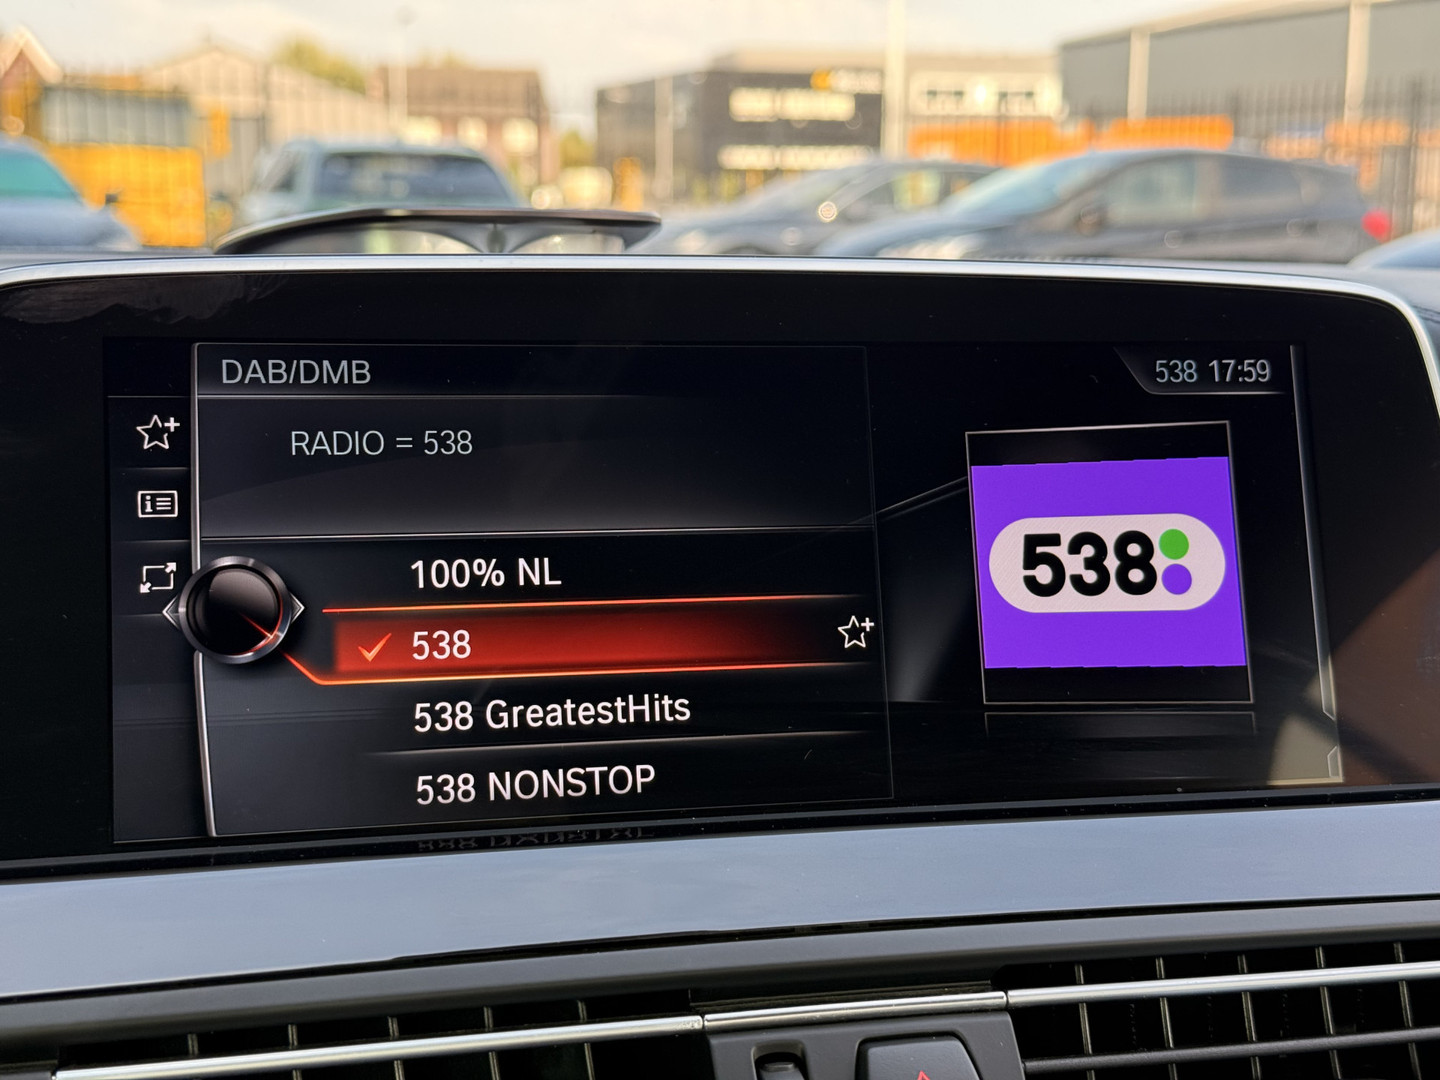 DAB/DMB
538 17:59
RADIO = 538
100% NL
538
538 GreatestHits
538 NONSTOP
538